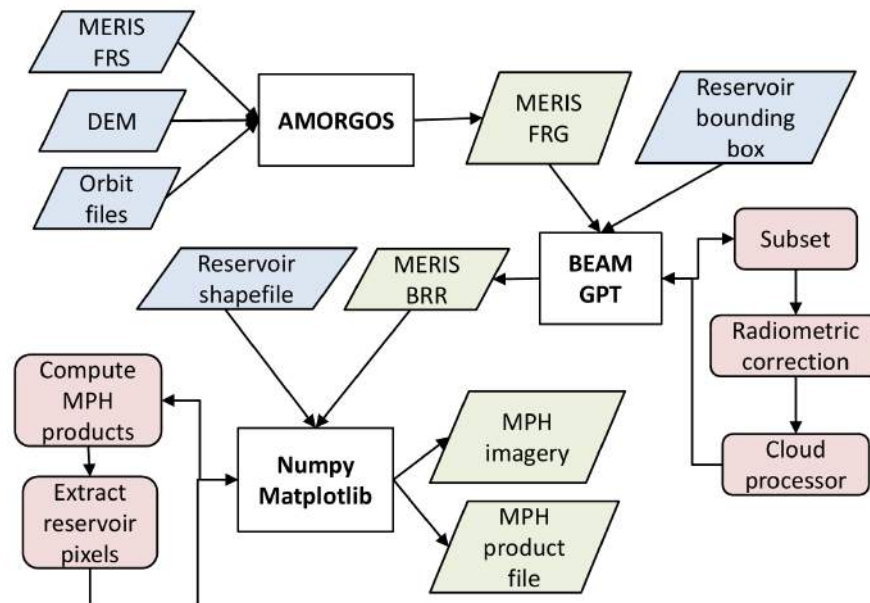 MERIS
FRS
DEM
Orbit
files
AMORGOS
MERIS
FRG
Reservoir
bounding
box
Reservoir
shapefile
MERIS
BRR
BEAM
GPT
Subset
Radiometric
correction
Cloud
processor
Compute
MPH
products
Extract
reservoir
pixels
Numpy
Matplotlib
MPH
imagery
MPH
product
file